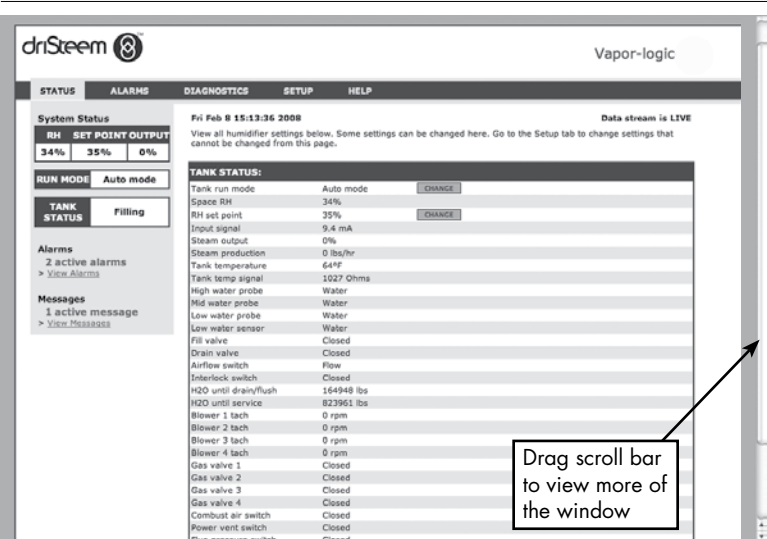 driSteem
Vapor-logic
STATUS ALARMS DIAGNOSTICS SETUP HELP
System Status
RH SET POINT OUTPUT
34% 35% 0%
RUN MODE Auto mode
TANK STATUS Filling
Alarms
2 active alarms
> View Alarms
Messages
1 active message
> View Messages
Fri Feb 8 15:13:36 2008 Data stream is LIVE
View all humidifier settings below. Some settings can be changed here. Go to the Setup tab to change settings that
cannot be changed from this page.
TANK STATUS:
Tank run mode Auto mode CHANGE
Space RH 34%
RH set point 35% CHANGE
Input signal 9.4 mA
Steam output 0%
Steam production 0 lbs/hr
Tank temperature 64ºF
Tank temp signal 1027 Ohms
High water probe Water
Mid water probe Water
Low water probe Water
Low water sensor Water
Fill valve Closed
Drain valve Closed
Airflow switch Flow
Interlock switch Closed
H2O until drain/flush 164948 lbs
H2O until service 823961 lbs
Blower 1 tach 0 rpm
Blower 2 tach 0 rpm
Blower 3 tach 0 rpm
Blower 4 tach 0 rpm
Gas valve 1 Closed
Gas valve 2 Closed
Gas valve 3 Closed
Gas valve 4 Closed
Combust air switch Closed
Power vent switch Closed
Drag scroll bar
to view more of
the window